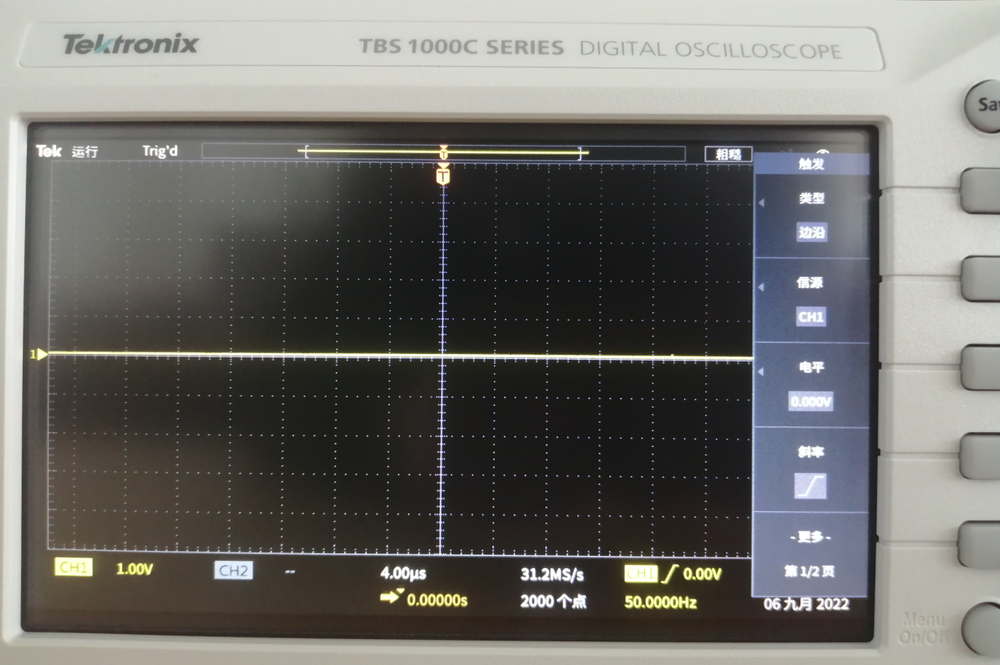 Tektronix
TBS 1000C SERIES DIGITAL OSCILLOSCOPE
Tek 运行 Trig'd
T
粗糙
T
触发
类型
边沿
信源
CH1
1
电平
0.000V
斜率
-更多-
第 1/2 页
CH1 1.00V CH2 -- 4.00µs 31.2MS/s CH1 0.00V
0.00000s 2000 个点 50.0000Hz
06 九月 2022
Menu
On/Off